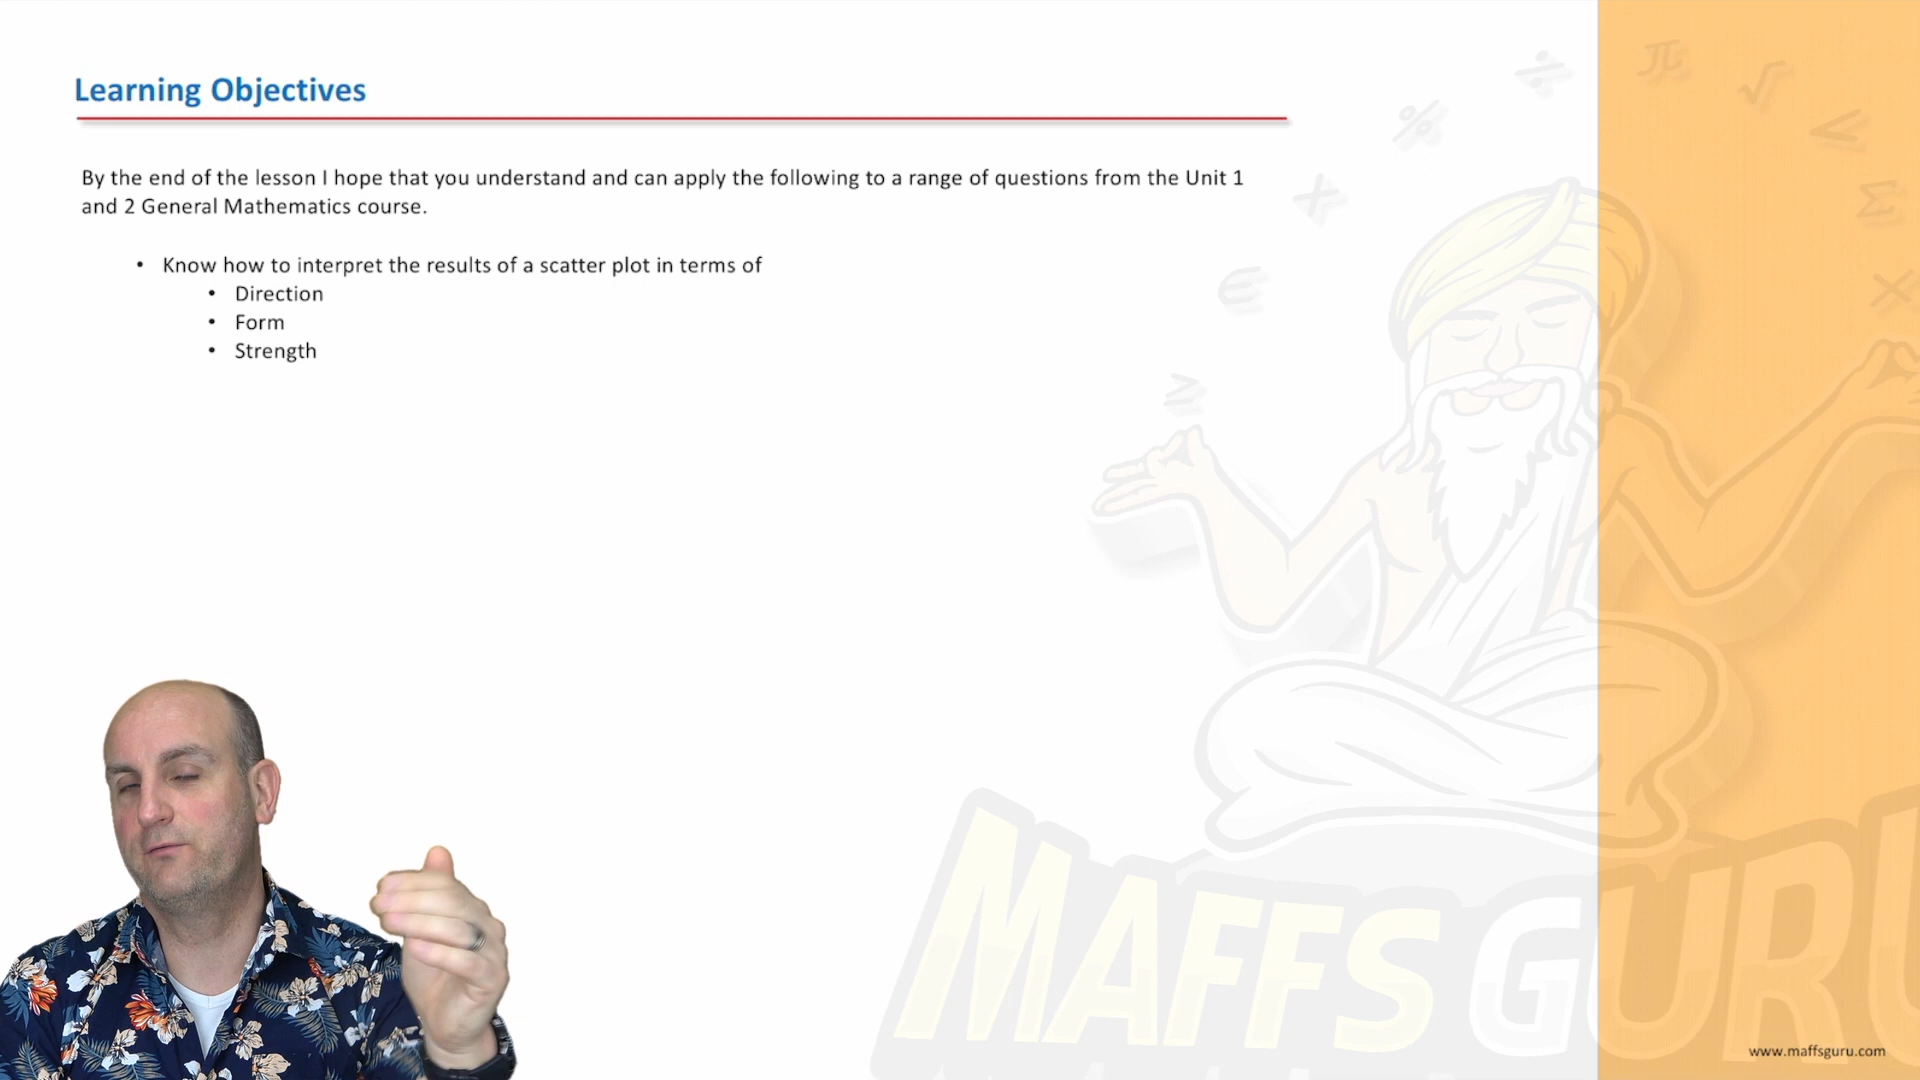 Learning Objectives
By the end of the lesson I hope that you understand and can apply the following to a range of questions from the Unit 1
and 2 General Mathematics course.
• Know how to interpret the results of a scatter plot in terms of
• Direction
• Form
• Strength
MAFFS GURU
www.maffsguru.com